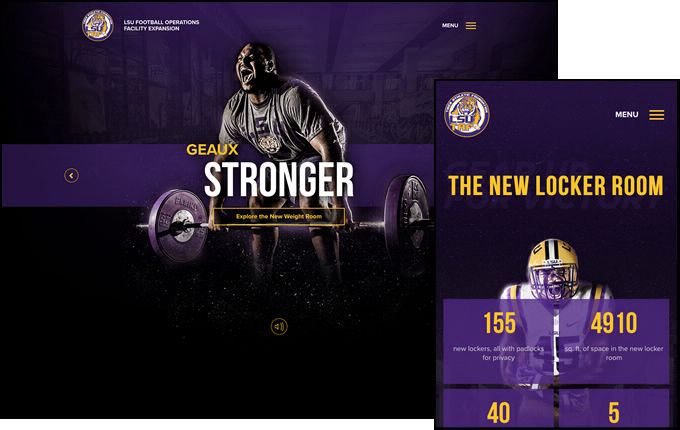 LSU FOOTBALL OPERATIONS
FACILITY EXPANSION
MENU
GEAUX
STRONGER
Explore the New Weight Room
LSU
MENU
THE NEW LOCKER ROOM
155
new lockers, all with padlocks
for privacy
4910
sq. ft. of space in the new locker
room
40
5